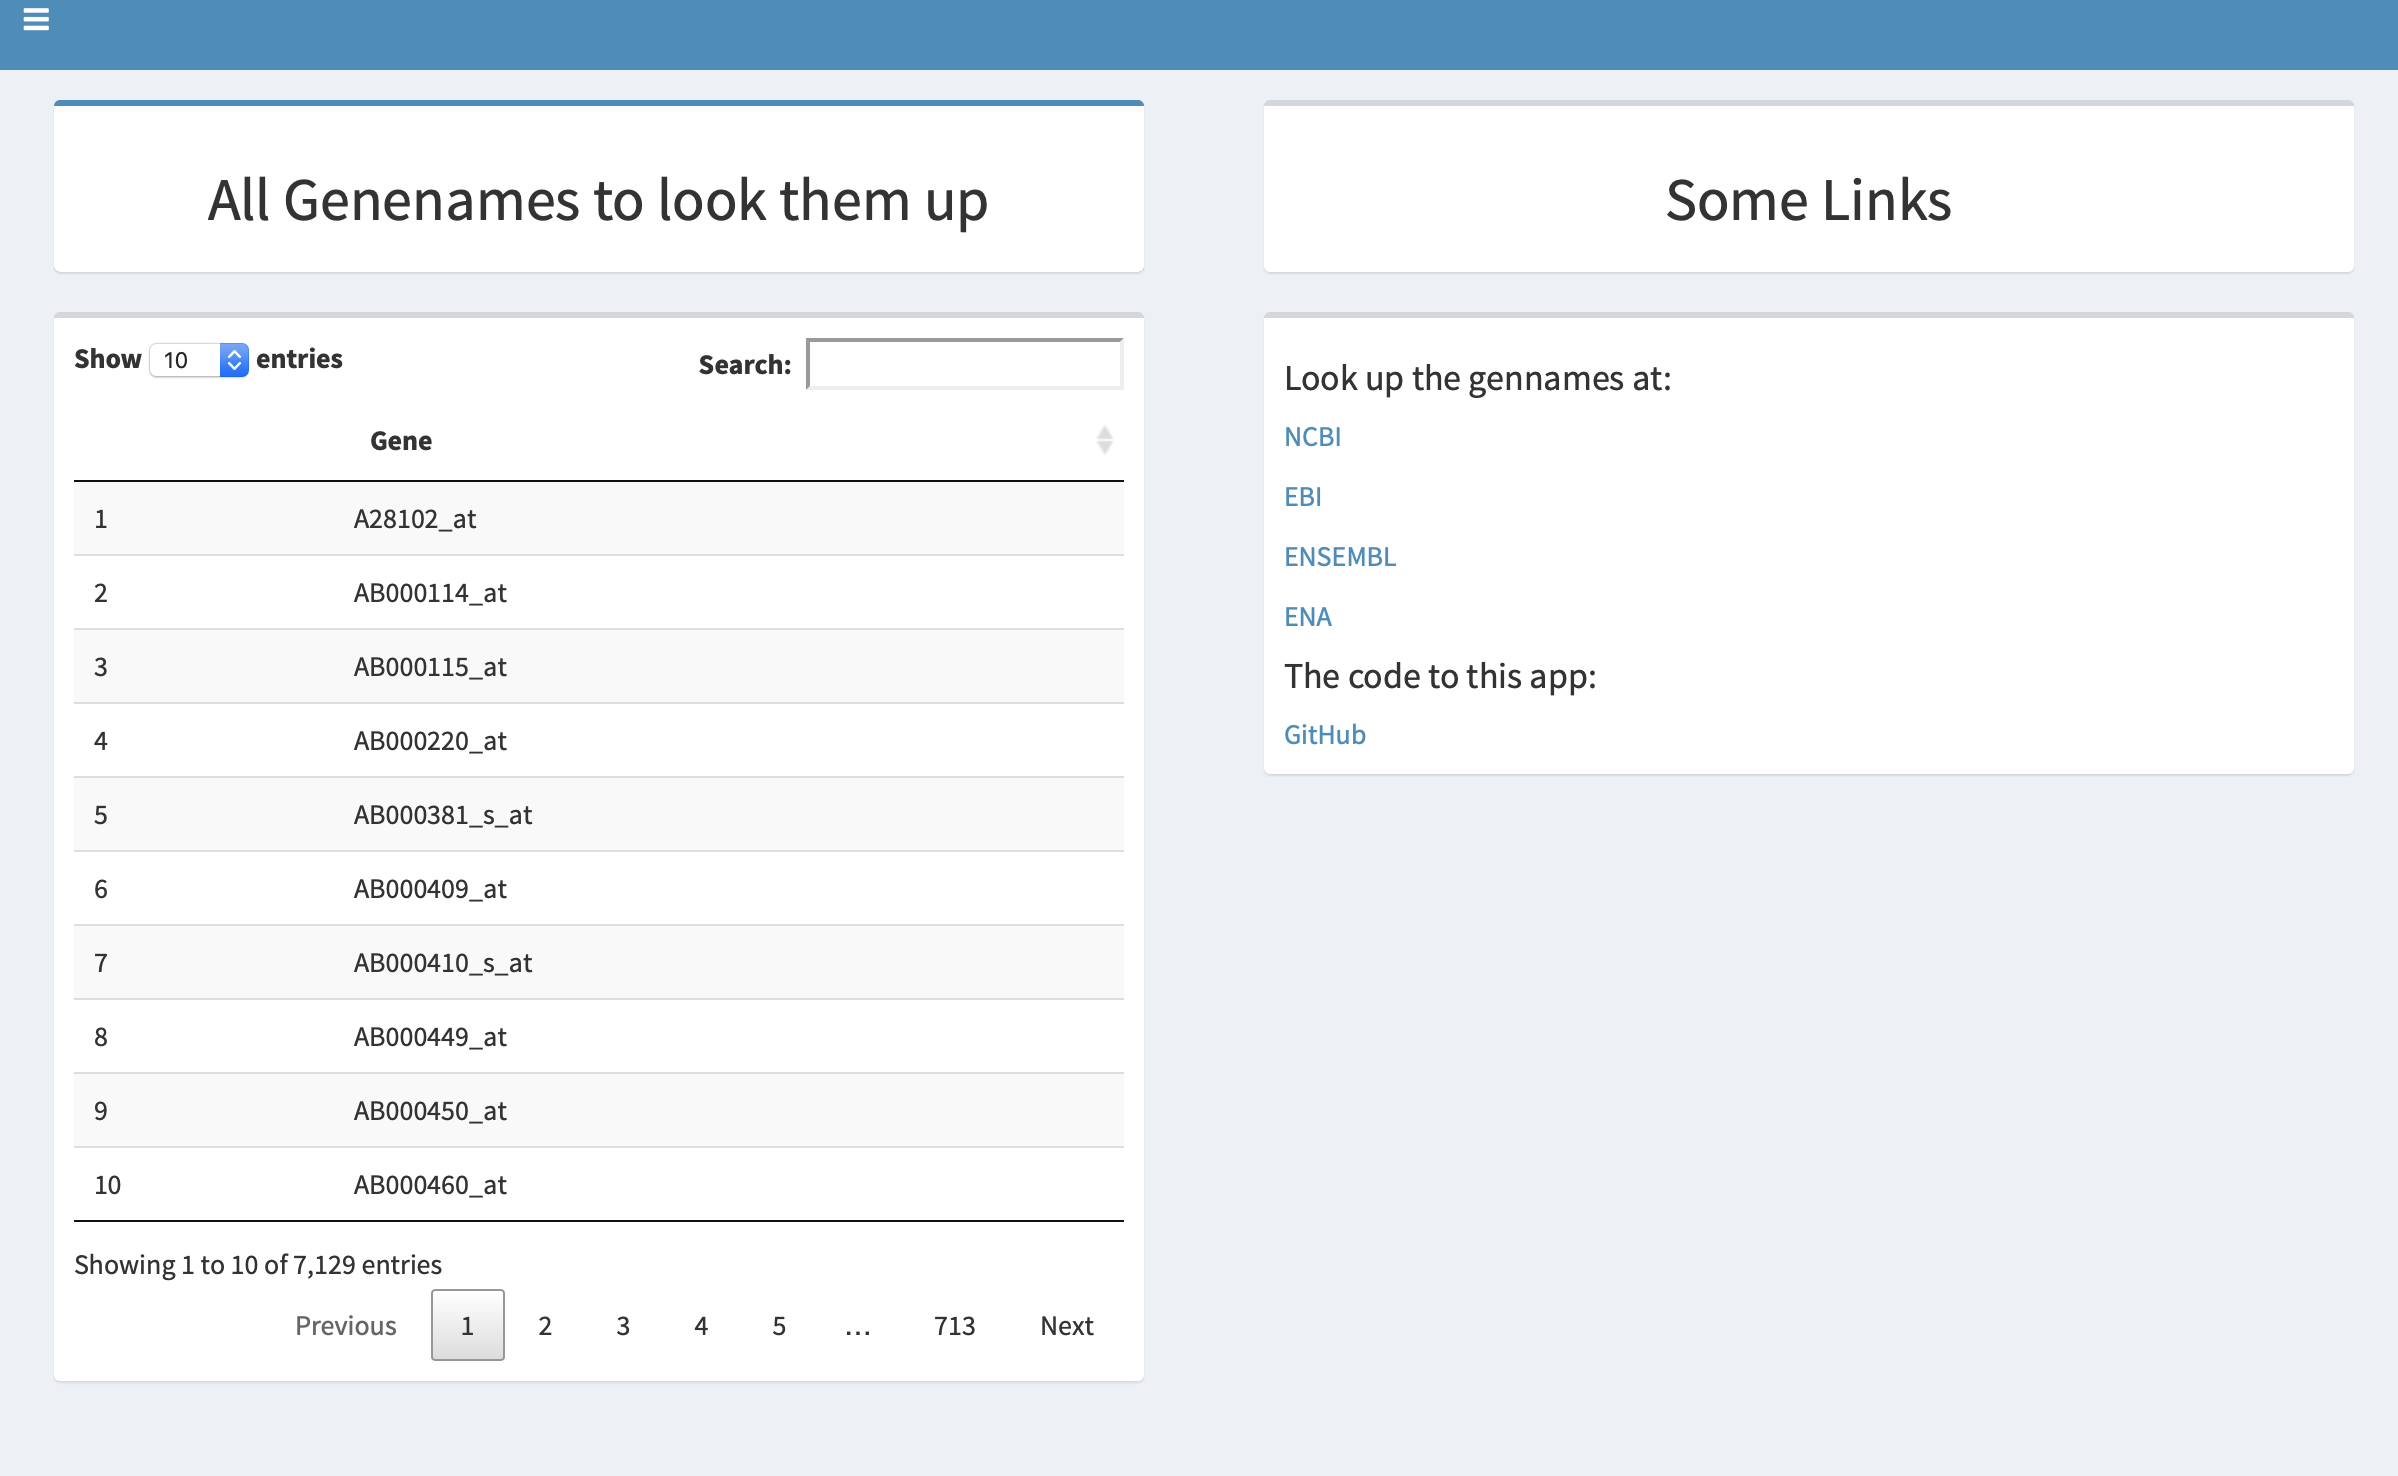 All Genenames to look them up
Some Links
Show 10 entries
Search:
Gene
1 A28102_at
2 AB000114_at
3 AB000115_at
4 AB000220_at
5 AB000381_s_at
6 AB000409_at
7 AB000410_s_at
8 AB000449_at
9 AB000450_at
10 AB000460_at
Showing 1 to 10 of 7,129 entries
Previous 1 2 3 4 5 … 713 Next
Look up the gennames at:
NCBI
EBI
ENSEMBL
ENA
The code to this app:
GitHub